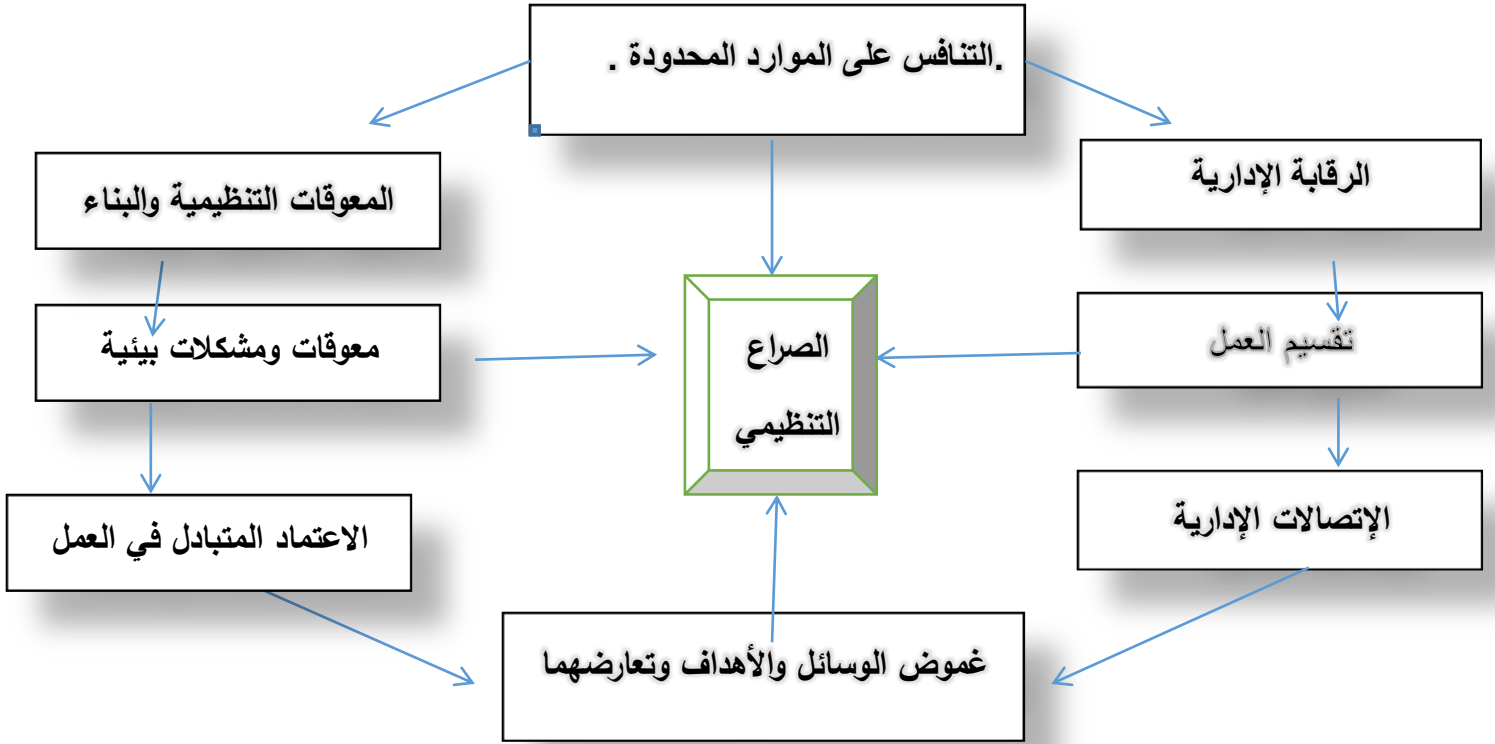 .التنافس على الموارد المحدودة .
الرقابة الإدارية
المعوقات التنظيمية والبناء
تقسيم العمل
الصراع
التنظيمي
معوقات ومشكلات بيئية
الإتصالات الإدارية
الاعتماد المتبادل في العمل
غموض الوسائل والأهداف وتعارضهما